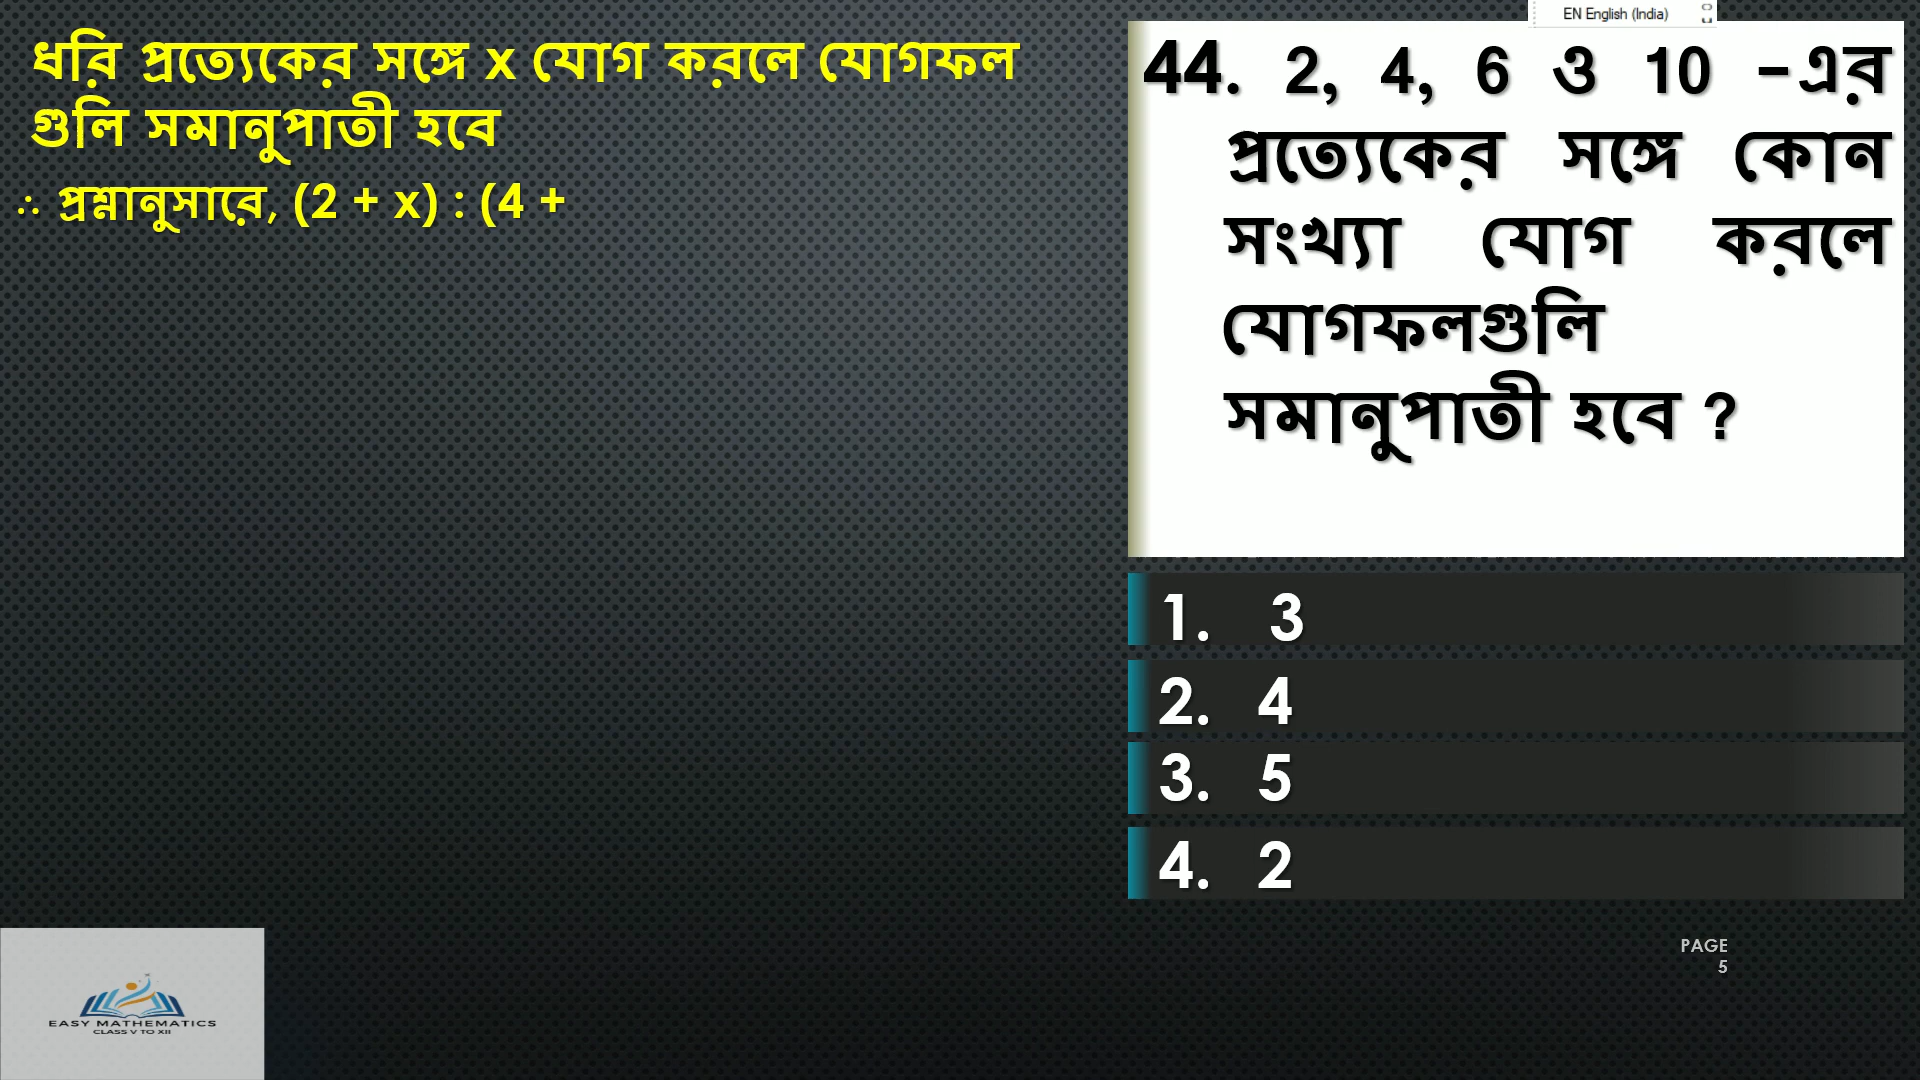 EN English (India)
ধরি প্রত্যেকের সঙ্গে x যোগ করলে যোগফল
গুলি সমানুপাতী হবে
∴ প্রশ্নানুসারে, (2 + x) : (4 +
44. 2, 4, 6 ও 10 –এর
প্রত্যেকের সঙ্গে কোন
সংখ্যা যোগ করলে
যোগফলগুলি
সমানুপাতী হবে ?
1. 3
2. 4
3. 5
4. 2
PAGE
5
EASY MATHEMATICS
CLASS V TO XII